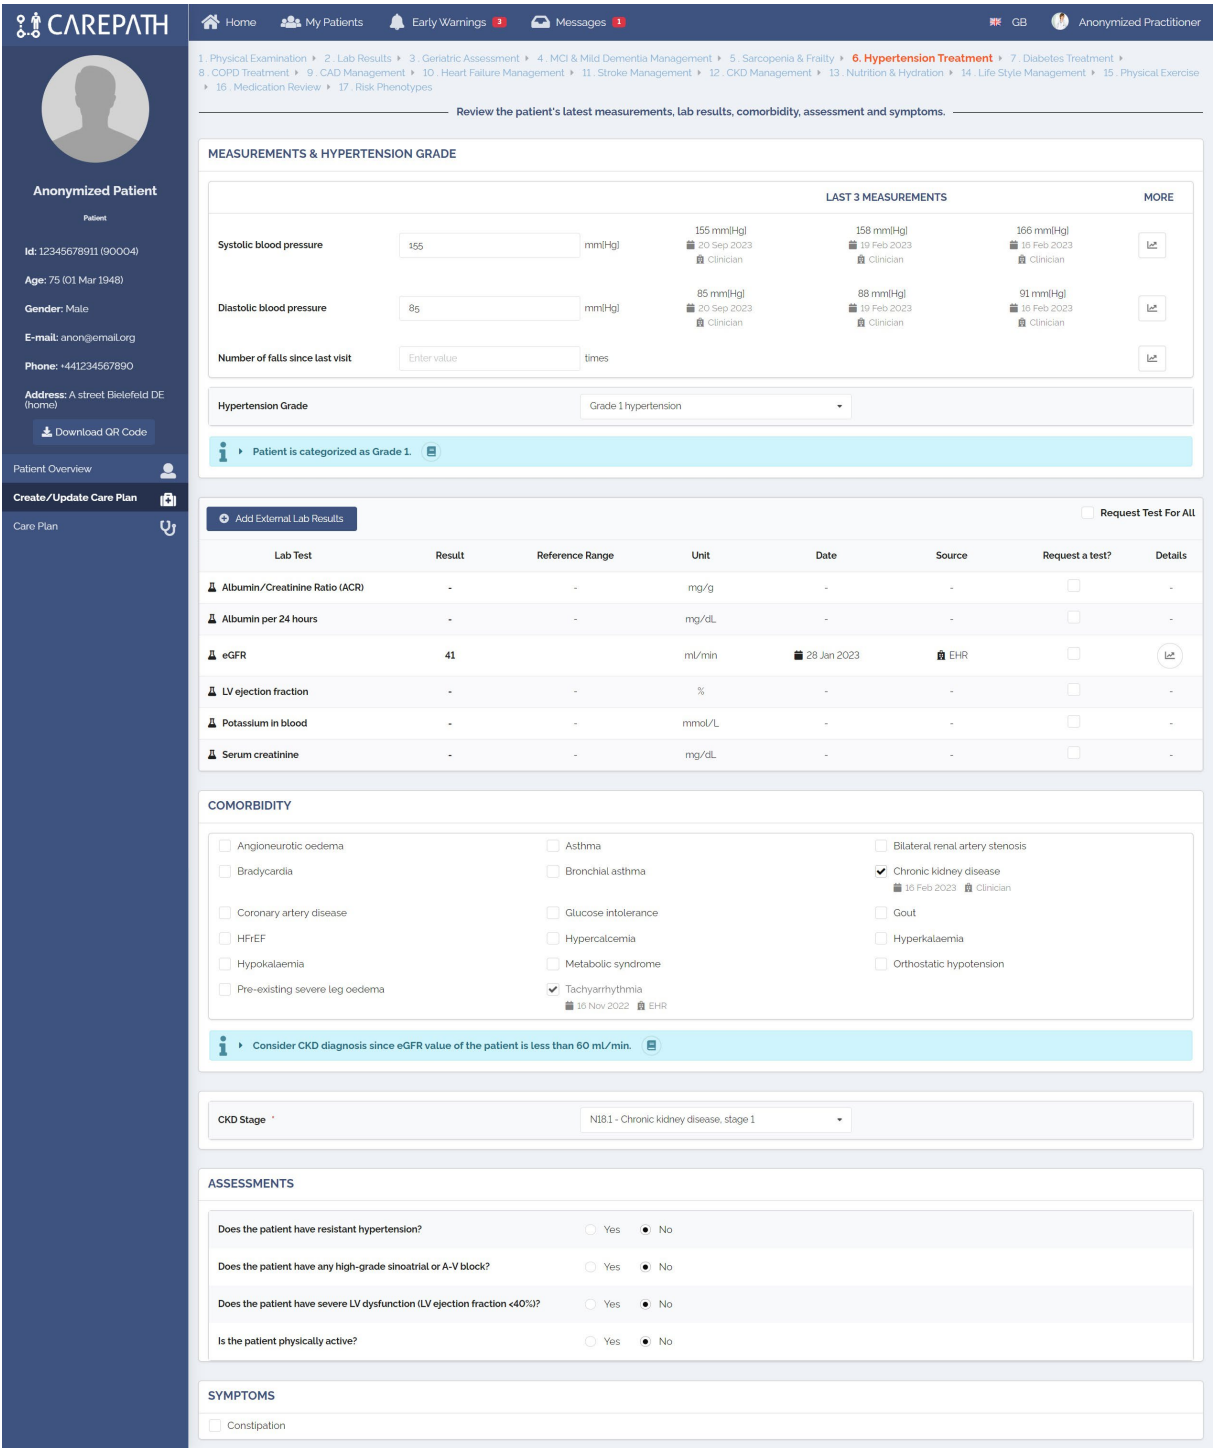 CAREPATH
Home My Patients Early Warnings 3 Messages 1 GB Anonymized Practitioner
Anonymized Patient
Patient
Id: 12345678911 (90004)
Age: 75 (01 Mar 1948)
Gender: Male
E-mail: anon@email.org
Phone: +441234567890
Address: A street Bielefeld DE
(home)
Download QR Code
Patient Overview
Create/Update Care Plan
Care Plan
1 . Physical Examination 2 . Lab Results 3 . Geriatric Assessment 4 . MCI & Mild Dementia Management 5 . Sarcopenia & Frailty 6. Hypertension Treatment 7 . Diabetes Treatment
8 . COPD Treatment 9 . CAD Management 10 . Heart Failure Management 11 . Stroke Management 12 . CKD Management 13 . Nutrition & Hydration 14 . Life Style Management 15 . Physical Exercise
16 . Medication Review 17 . Risk Phenotypes
Review the patient's latest measurements, lab results, comorbidity, assessment and symptoms.
MEASUREMENTS & HYPERTENSION GRADE
LAST 3 MEASUREMENTS MORE
Systolic blood pressure 155 mm[Hg] 155 mm[Hg] 158 mm[Hg] 166 mm[Hg]
20 Sep 2023 19 Feb 2023 16 Feb 2023
Clinician Clinician Clinician
Diastolic blood pressure 85 mm[Hg] 85 mm[Hg] 88 mm[Hg] 91 mm[Hg]
20 Sep 2023 19 Feb 2023 16 Feb 2023
Clinician Clinician Clinician
Number of falls since last visit Enter value times
Hypertension Grade Grade 1 hypertension
Patient is categorized as Grade 1.
Add External Lab Results Request Test For All
Lab Test Result Reference Range Unit Date Source Request a test? Details
Albumin/Creatinine Ratio (ACR) - - mg/g - - -
Albumin per 24 hours - - mg/dL - - -
eGFR 41 ml/min 28 Jan 2023 EHR
LV ejection fraction - - % - - -
Potassium in blood - - mmol/L - - -
Serum creatinine - - mg/dL - - -
COMORBIDITY
Angioneurotic oedema Asthma Bilateral renal artery stenosis
Bradycardia Bronchial asthma Chronic kidney disease
16 Feb 2023 Clinician
Coronary artery disease Glucose intolerance Gout
HFrEF Hypercalcemia Hyperkalaemia
Hypokalaemia Metabolic syndrome Orthostatic hypotension
Pre-existing severe leg oedema Tachyarrhythmia
16 Nov 2022 EHR
Consider CKD diagnosis since eGFR value of the patient is less than 60 ml/min.
CKD Stage * N18.1 - Chronic kidney disease, stage 1
ASSESSMENTS
Does the patient have resistant hypertension? Yes No
Does the patient have any high-grade sinoatrial or A-V block? Yes No
Does the patient have severe LV dysfunction (LV ejection fraction <40%)? Yes No
Is the patient physically active? Yes No
SYMPTOMS
Constipation